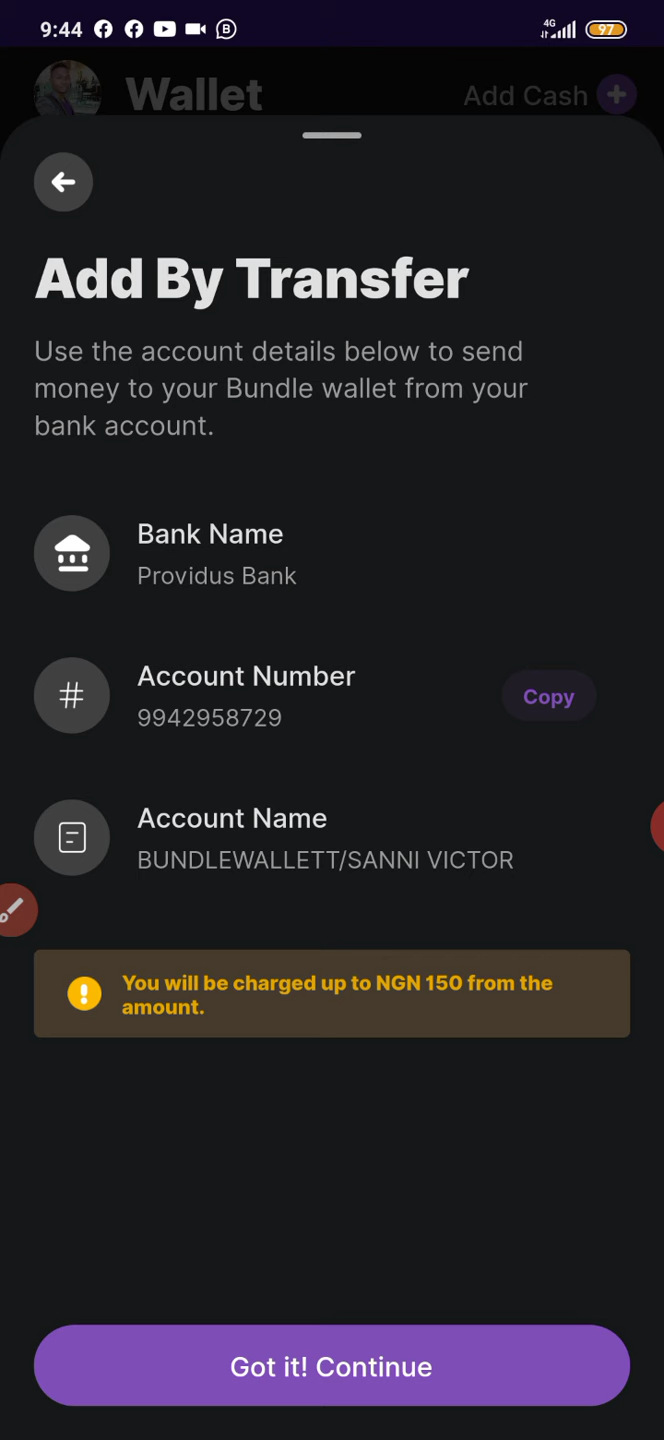 9:44
4G
97
Wallet
Add Cash
Add By Transfer
Use the account details below to send
money to your Bundle wallet from your
bank account.
Bank Name
Providus Bank
Account Number
9942958729
Copy
Account Name
BUNDLEWALLETT/SANNI VICTOR
You will be charged up to NGN 150 from the
amount.
Got it! Continue